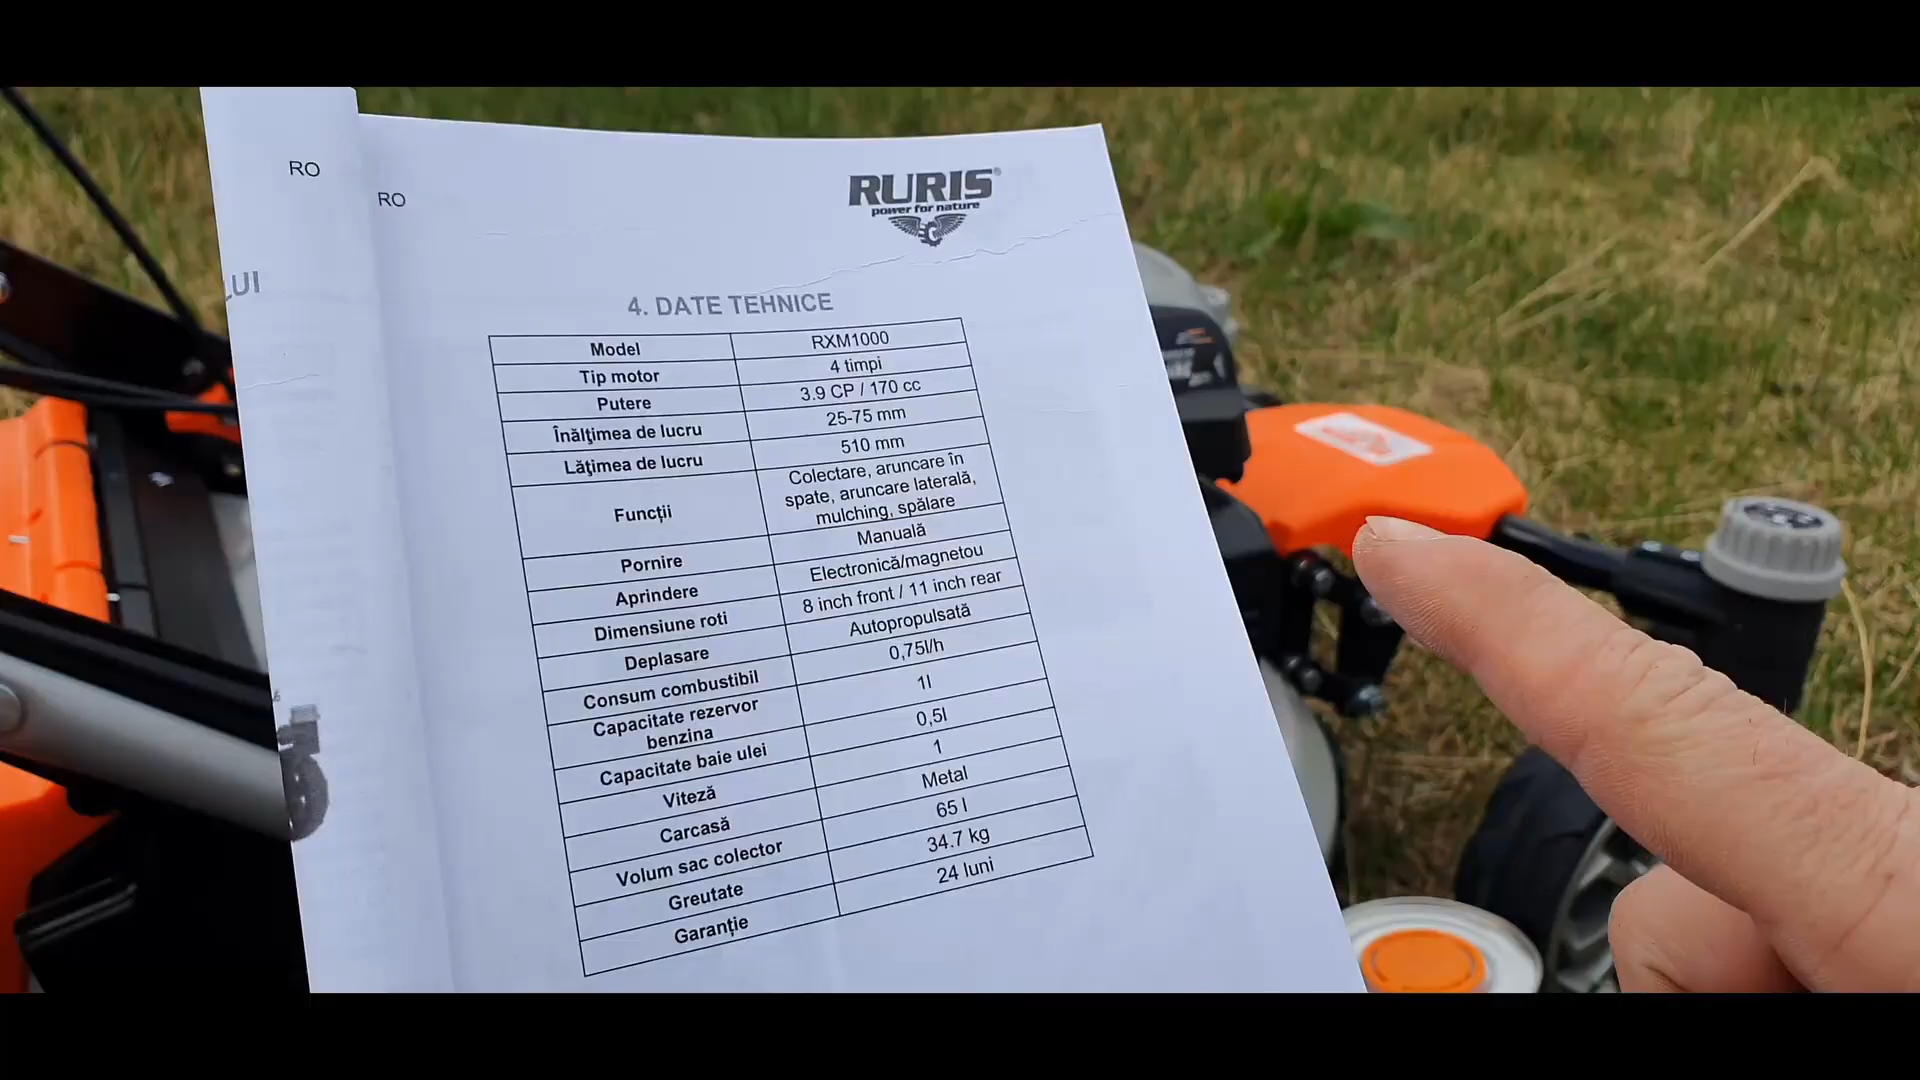 RO
LUI
RO
RURIS
power for nature
4. DATE TEHNICE
Model RXM1000
Tip motor 4 timpi
Putere 3.9 CP / 170 cc
Înălţimea de lucru 25-75 mm
Lăţimea de lucru 510 mm
Funcții Colectare, aruncare în
spate, aruncare laterală,
mulching, spălare
Pornire Manuală
Aprindere Electronică/magnetou
Dimensiune roti 8 inch front / 11 inch rear
Deplasare Autopropulsată
Consum combustibil 0,75l/h
Capacitate rezervor
benzina 1l
Capacitate baie ulei 0,5l
Viteză 1
Carcasă Metal
Volum sac colector 65 l
Greutate 34.7 kg
Garanție 24 luni